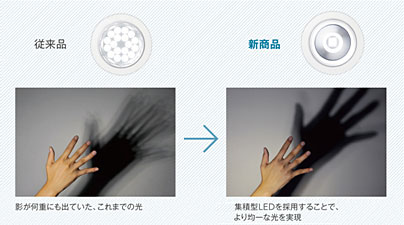 従来品
新商品
影が何重にも出ていた、これまでの光
集積型LEDを採用することで、
より均一な光を実現